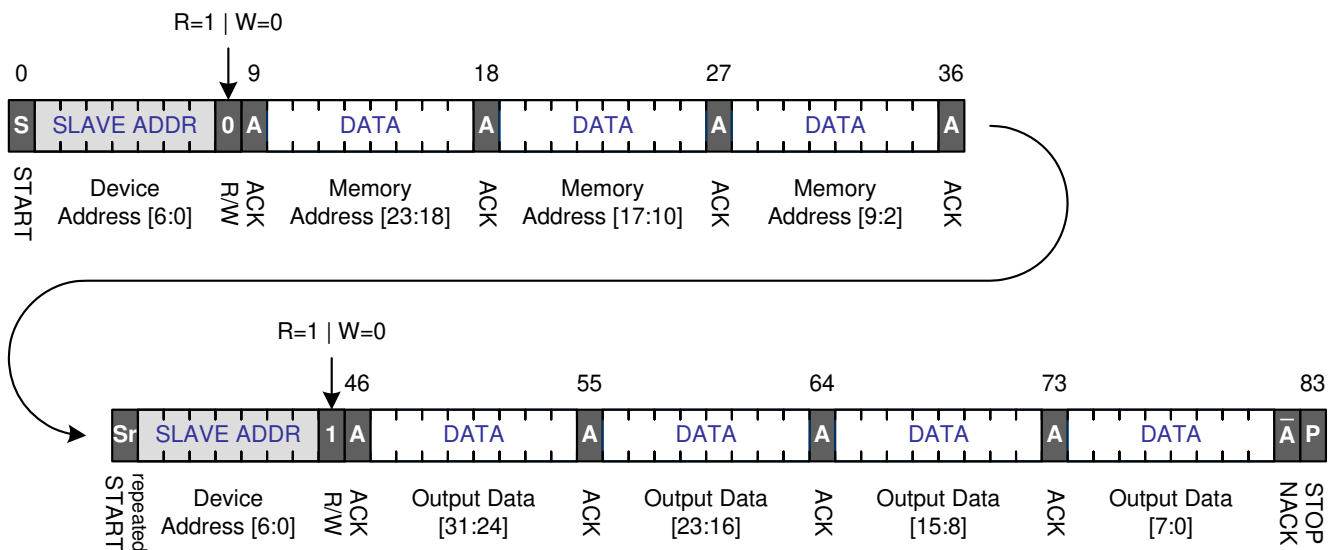 R=1 | W=0
0 9 18 27 36
S SLAVE ADDR 0 A DATA A DATA A DATA A
START Device Address [6:0] R/W ACK Memory Address [23:18] ACK Memory Address [17:10] ACK Memory Address [9:2] ACK
R=1 | W=0
46 55 64 73 83
Sr SLAVE ADDR 1 A DATA A DATA A DATA A DATA A̅ P
repeated START Device Address [6:0] R/W ACK Output Data [31:24] ACK Output Data [23:16] ACK Output Data [15:8] ACK Output Data [7:0] NACK STOP